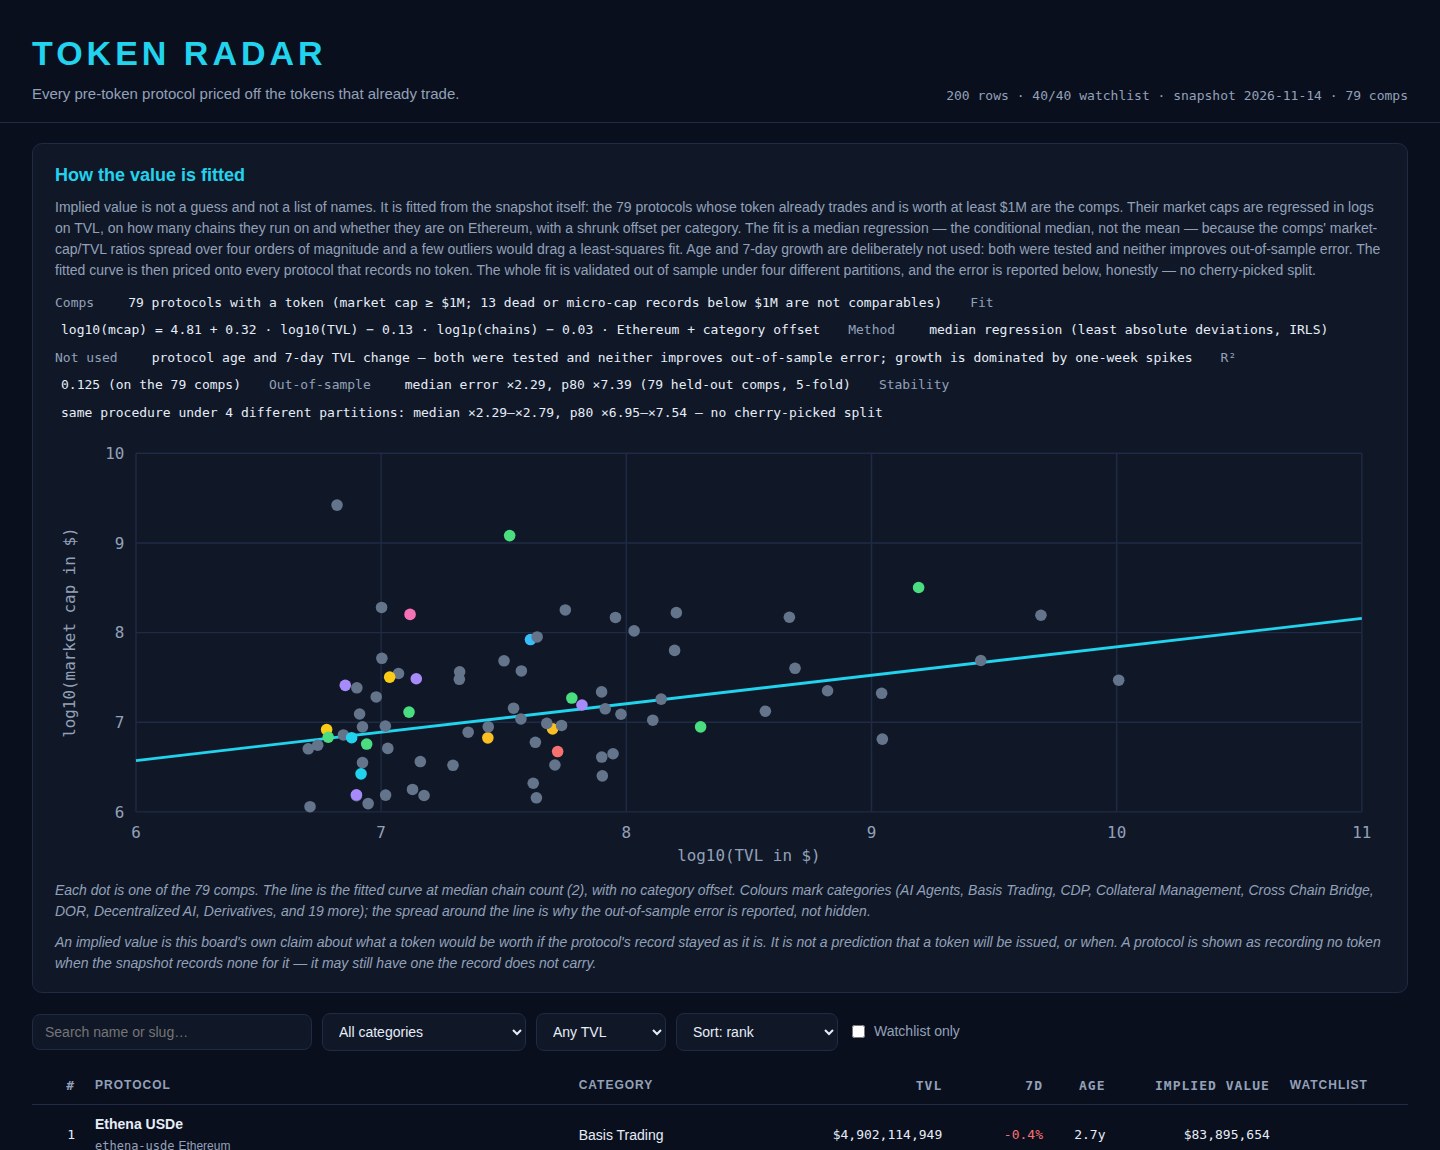 TOKEN RADAR
Every pre-token protocol priced off the tokens that already trade.
200 rows · 40/40 watchlist · snapshot 2026-11-14 · 79 comps
How the value is fitted
Implied value is not a guess and not a list of names. It is fitted from the snapshot itself: the 79 protocols whose token already trades and is worth at least $1M are the comps. Their market caps are regressed in logs
on TVL, on how many chains they run on and whether they are on Ethereum, with a shrunk offset per category. The fit is a median regression — the conditional median, not the mean — because the comps' market-
cap/TVL ratios spread over four orders of magnitude and a few outliers would drag a least-squares fit. Age and 7-day growth are deliberately not used: both were tested and neither improves out-of-sample error. The
fitted curve is then priced onto every protocol that records no token. The whole fit is validated out of sample under four different partitions, and the error is reported below, honestly — no cherry-picked split.
Comps 79 protocols with a token (market cap ≥ $1M; 13 dead or micro-cap records below $1M are not comparables) Fit
log10(mcap) = 4.81 + 0.32 · log10(TVL) − 0.13 · log1p(chains) − 0.03 · Ethereum + category offset Method median regression (least absolute deviations, IRLS)
Not used protocol age and 7-day TVL change — both were tested and neither improves out-of-sample error; growth is dominated by one-week spikes R²
0.125 (on the 79 comps) Out-of-sample median error ×2.29, p80 ×7.39 (79 held-out comps, 5-fold) Stability
same procedure under 4 different partitions: median ×2.29–×2.79, p80 ×6.95–×7.54 — no cherry-picked split
10
9
8
7
6
log10(market cap in $)
6 7 8 9 10 11
log10(TVL in $)
Each dot is one of the 79 comps. The line is the fitted curve at median chain count (2), with no category offset. Colours mark categories (AI Agents, Basis Trading, CDP, Collateral Management, Cross Chain Bridge,
DOR, Decentralized AI, Derivatives, and 19 more); the spread around the line is why the out-of-sample error is reported, not hidden.
An implied value is this board's own claim about what a token would be worth if the protocol's record stayed as it is. It is not a prediction that a token will be issued, or when. A protocol is shown as recording no token
when the snapshot records none for it — it may still have one the record does not carry.
Search name or slug… All categories Any TVL Sort: rank Watchlist only
# PROTOCOL CATEGORY TVL 7D AGE IMPLIED VALUE WATCHLIST
Ethena USDe
1 Basis Trading $4,902,114,949 -0.4% 2.7y $83,895,654
ethena-usde Ethereum